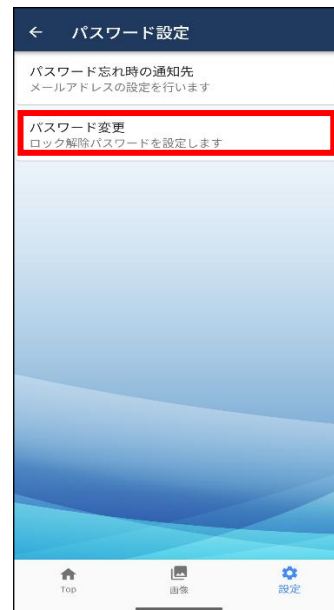 ← パスワード設定
パスワード忘れ時の通知先
メールアドレスの設定を行います
パスワード変更
ロック解除パスワードを設定します
Top 画像 設定